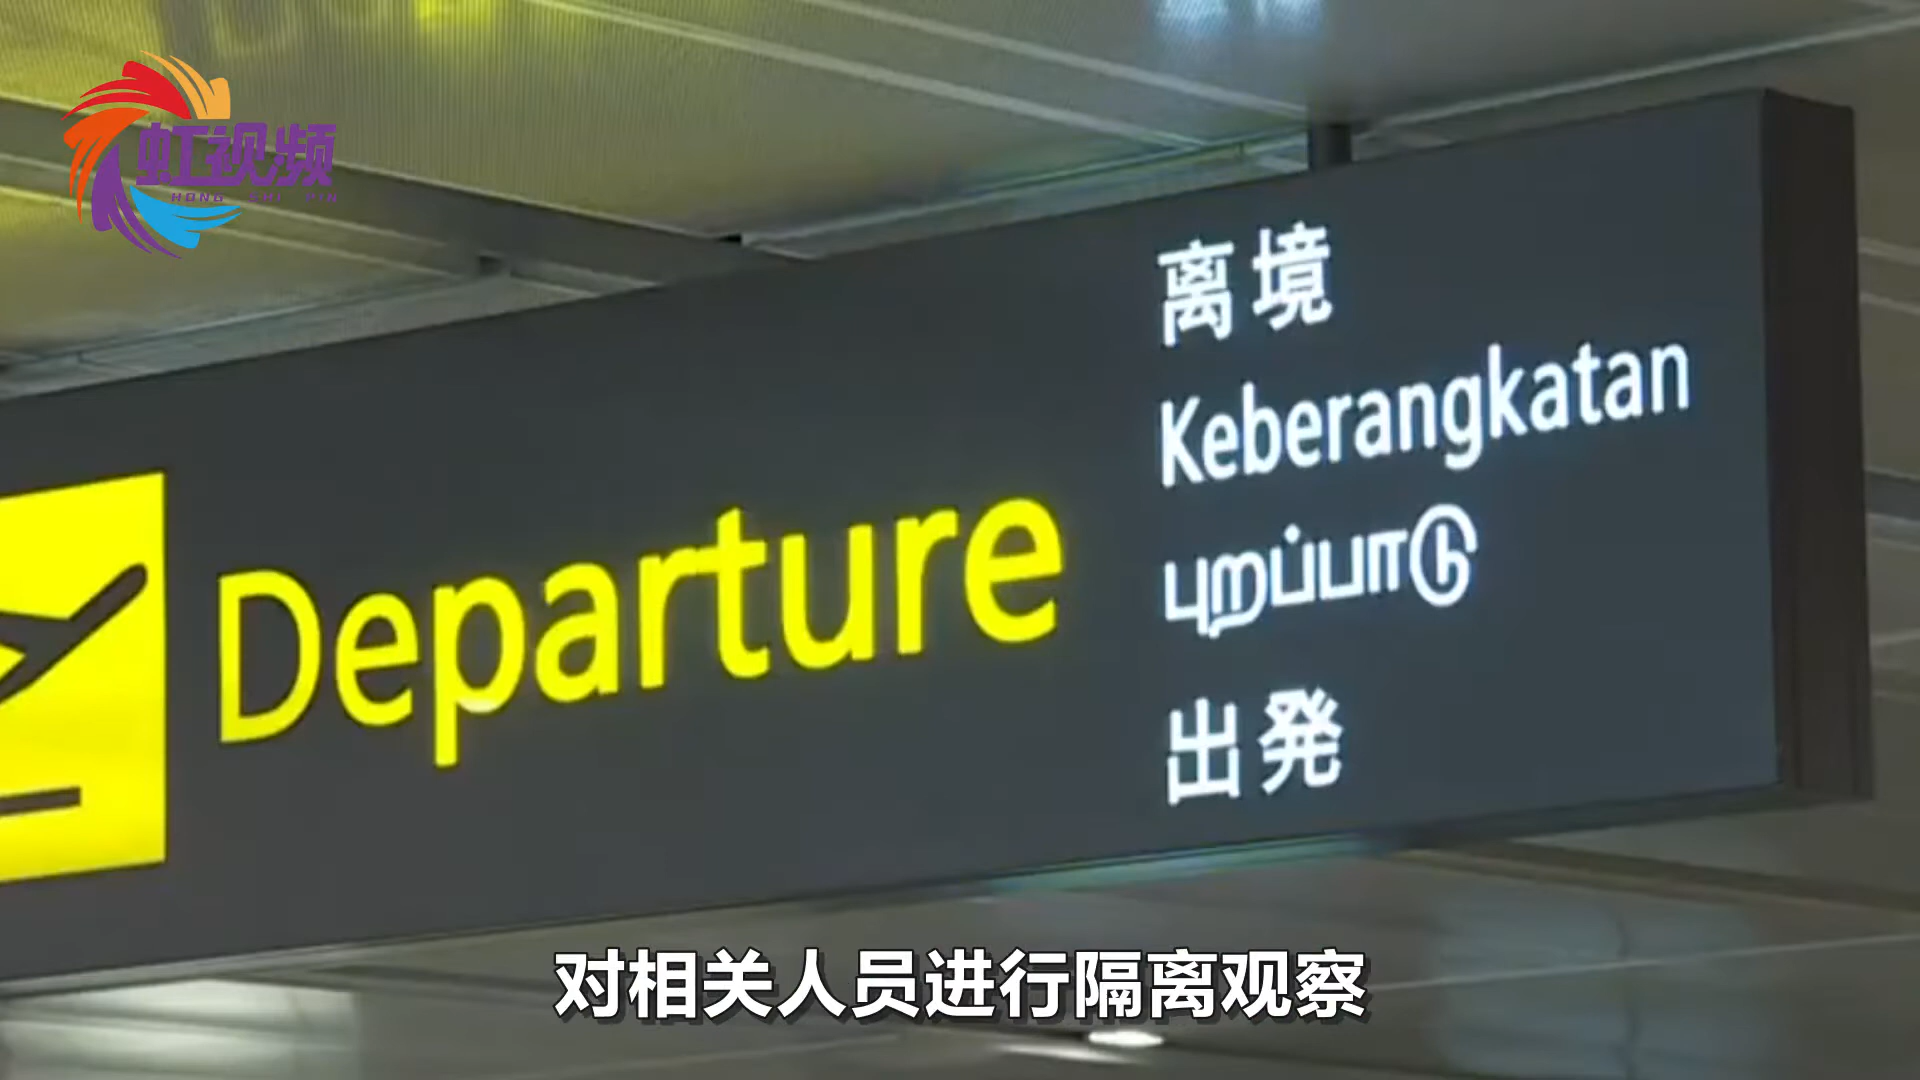 虹视频
HONG SHI PIN
Departure
离境
Keberangkatan
புறப்பாடு
出発
对相关人员进行隔离观察